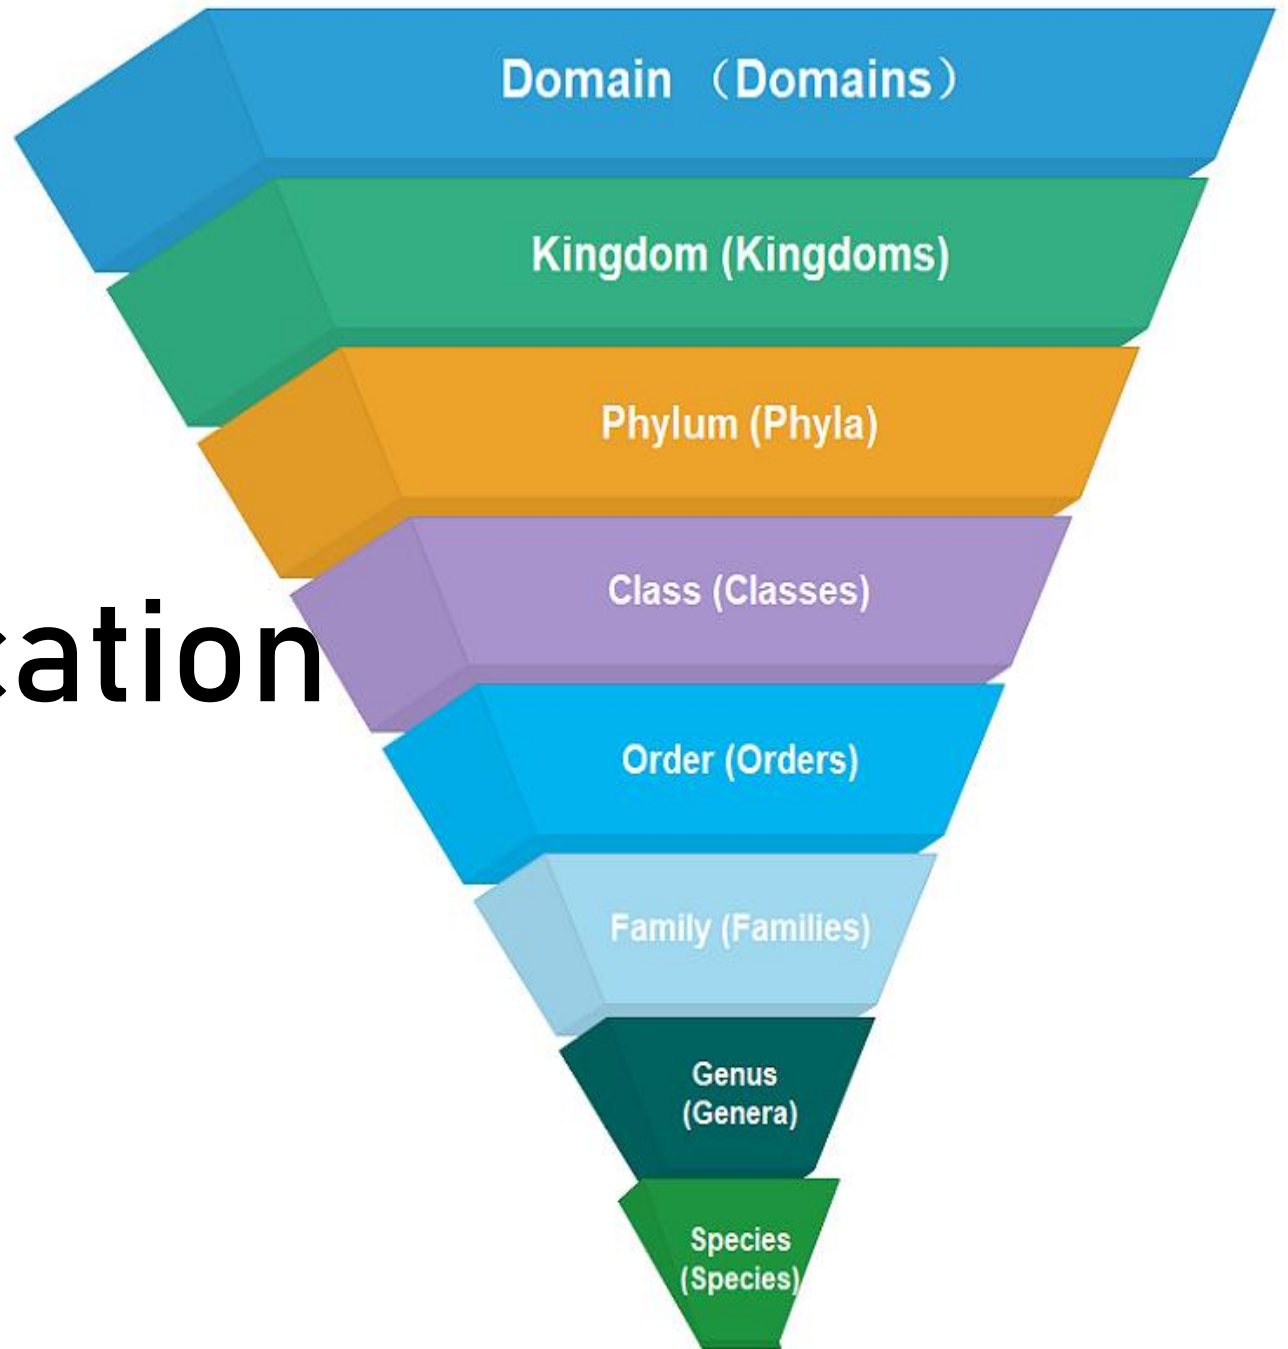 Domain （Domains）
Kingdom (Kingdoms)
Phylum (Phyla)
Class (Classes)
cation
Order (Orders)
Family (Families)
Genus
(Genera)
Species
(Species)